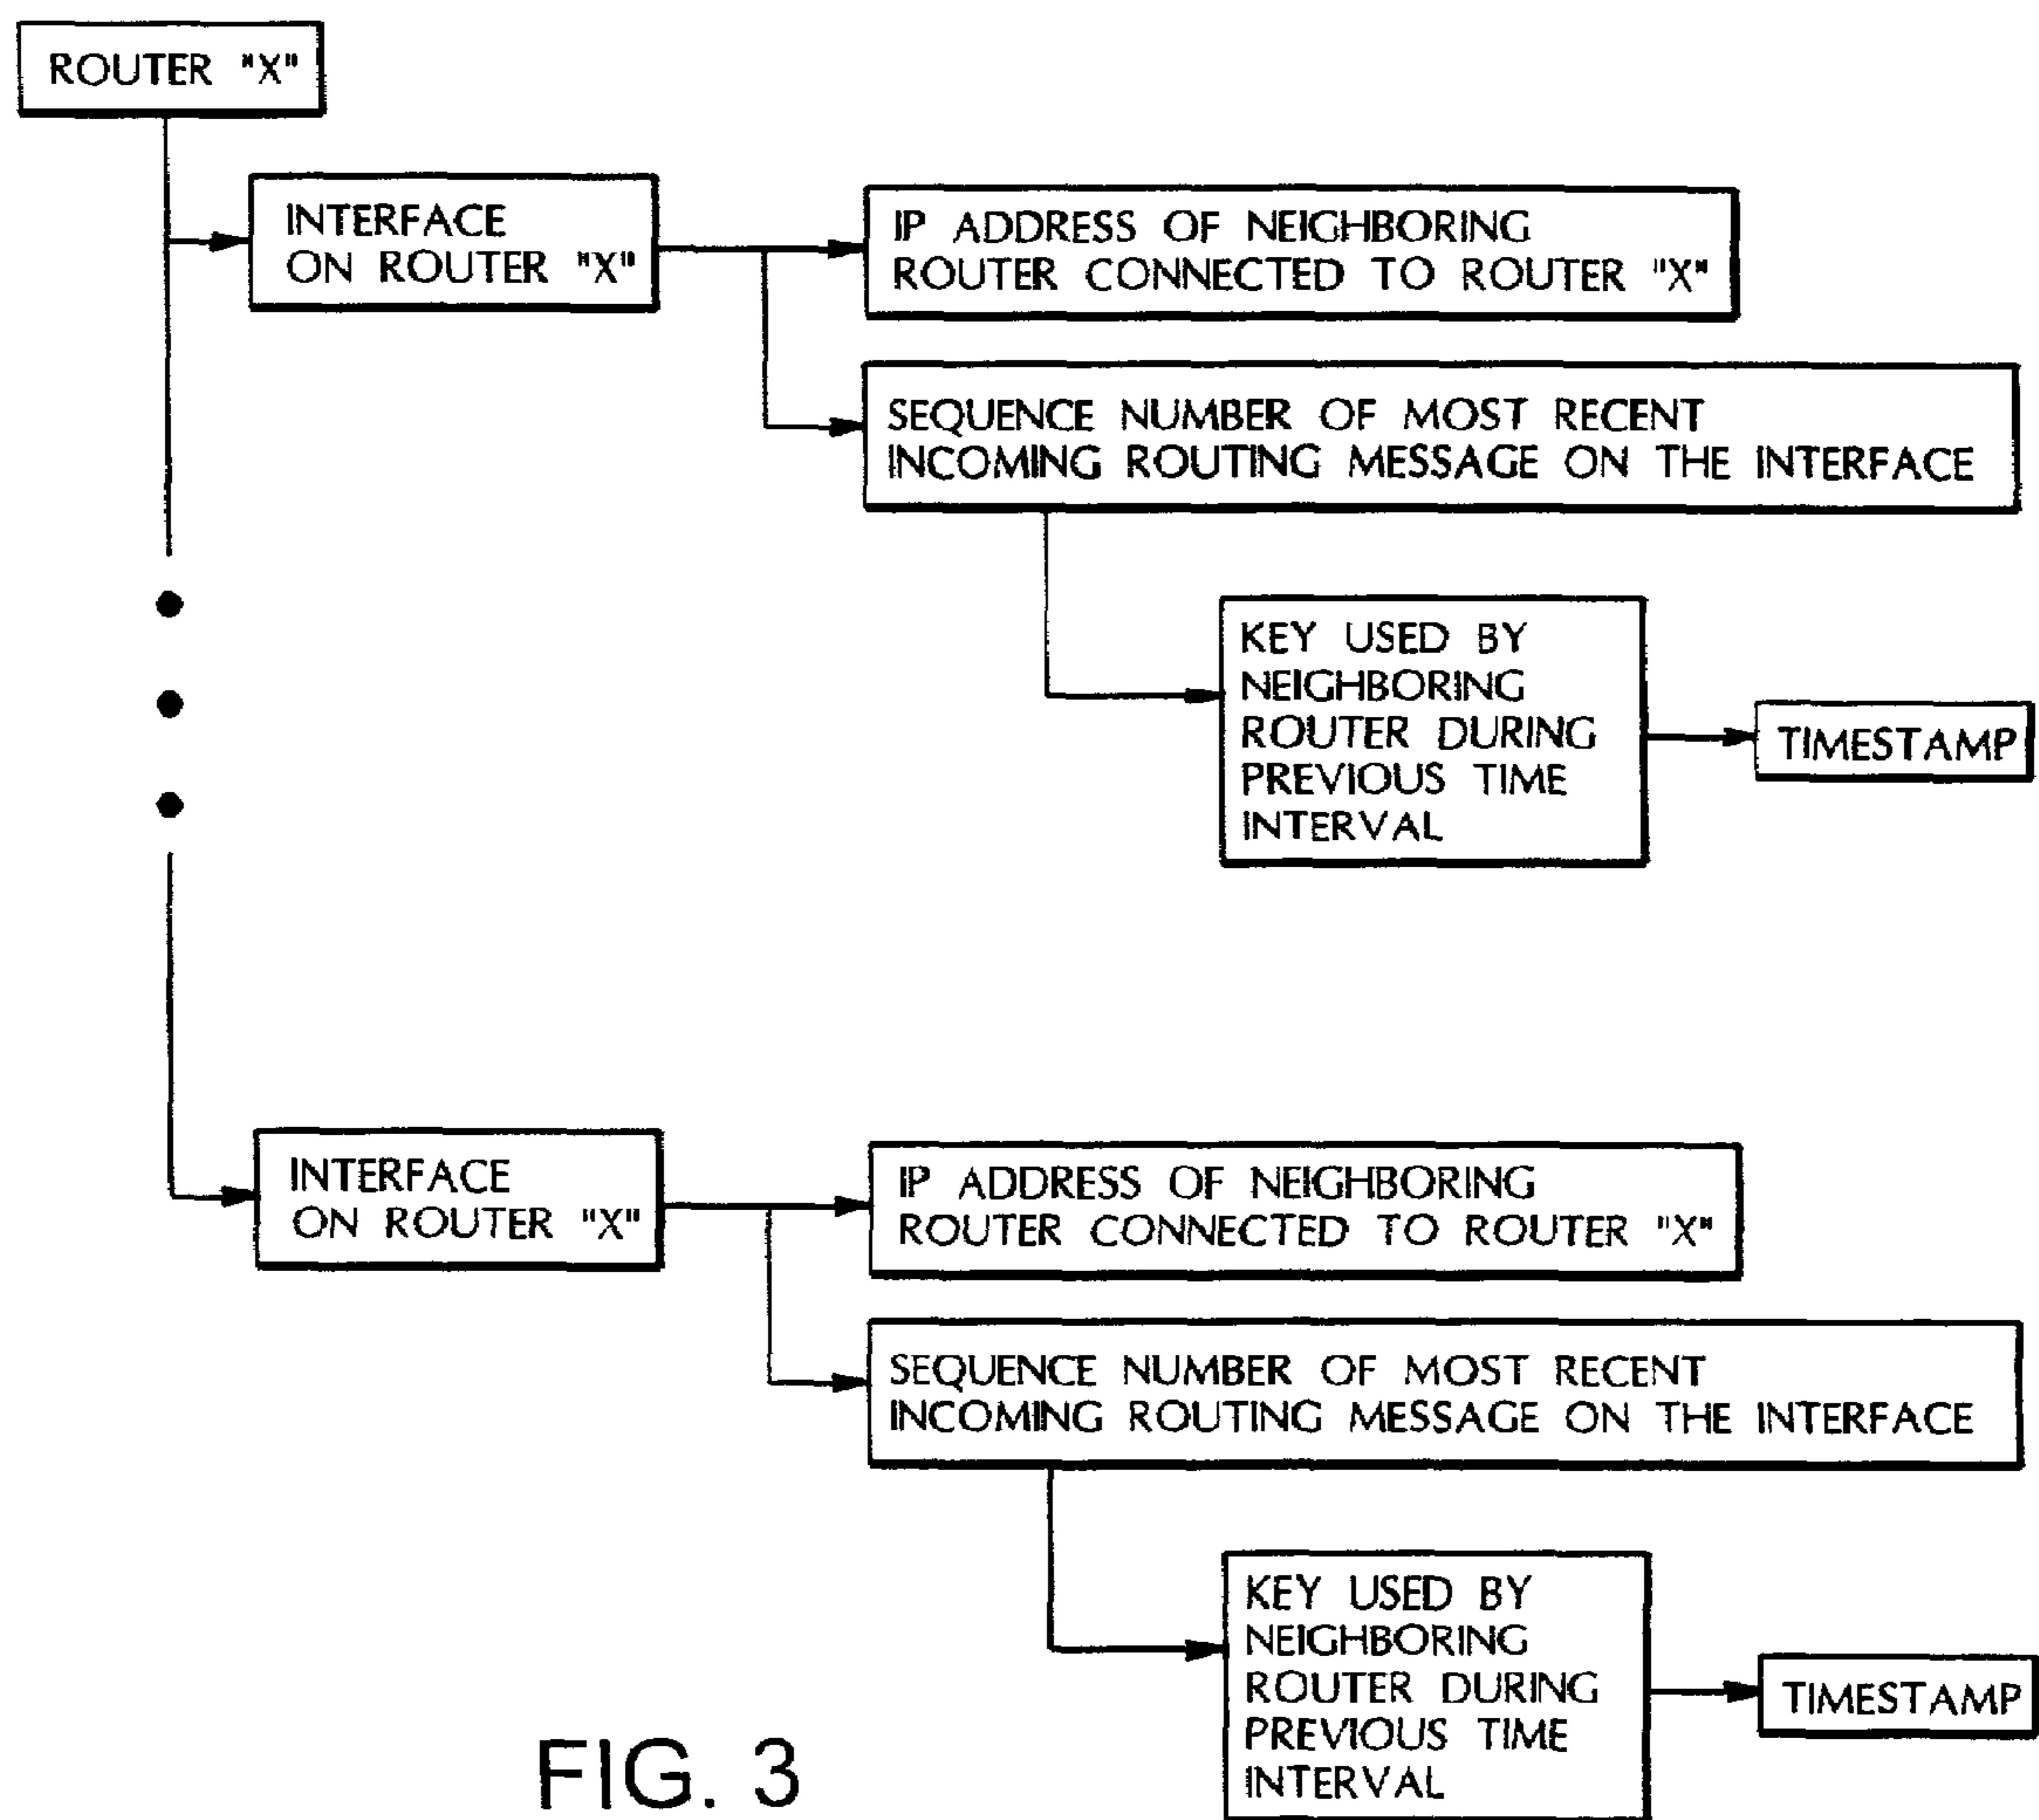 ROUTER "X"
INTERFACE
ON ROUTER "X"
IP ADDRESS OF NEIGHBORING
ROUTER CONNECTED TO ROUTER "X"
SEQUENCE NUMBER OF MOST RECENT
INCOMING ROUTING MESSAGE ON THE INTERFACE
KEY USED BY
NEIGHBORING
ROUTER DURING
PREVIOUS TIME
INTERVAL
TIMESTAMP
INTERFACE
ON ROUTER "X"
IP ADDRESS OF NEIGHBORING
ROUTER CONNECTED TO ROUTER "X"
SEQUENCE NUMBER OF MOST RECENT
INCOMING ROUTING MESSAGE ON THE INTERFACE
KEY USED BY
NEIGHBORING
ROUTER DURING
PREVIOUS TIME
INTERVAL
TIMESTAMP
FIG. 3